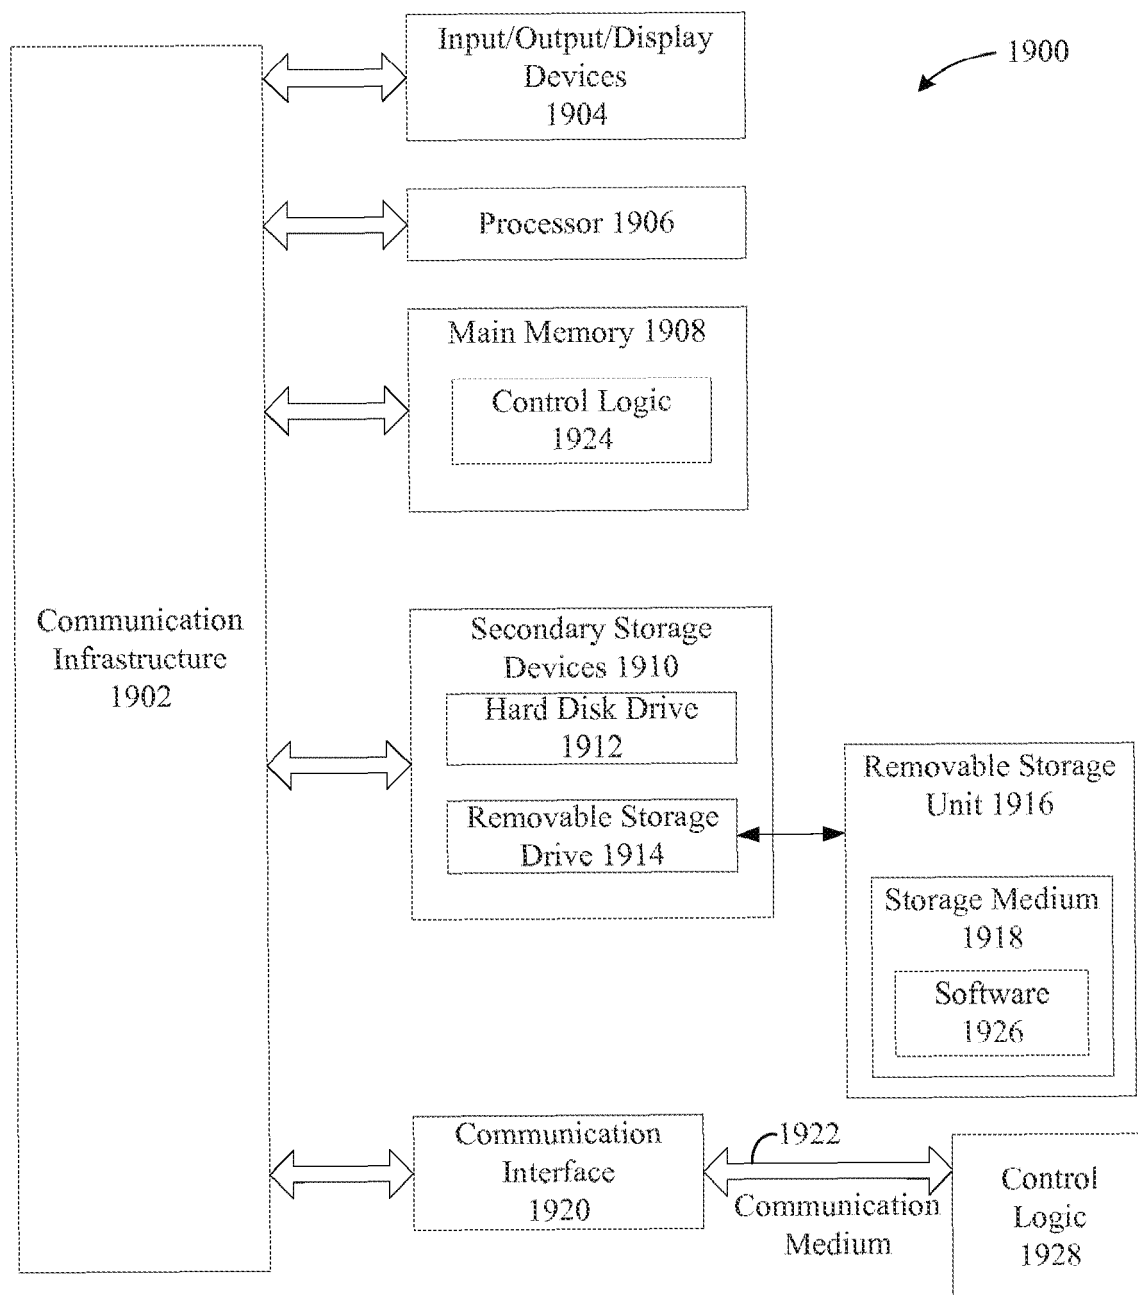 Input/Output/Display
Devices
1904
1900
Processor 1906
Main Memory 1908
Control Logic
1924
Communication
Infrastructure
1902
Secondary Storage
Devices 1910
Hard Disk Drive
1912
Removable Storage
Drive 1914
Removable Storage
Unit 1916
Storage Medium
1918
Software
1926
Communication
Interface
1920
1922
Communication
Medium
Control
Logic
1928